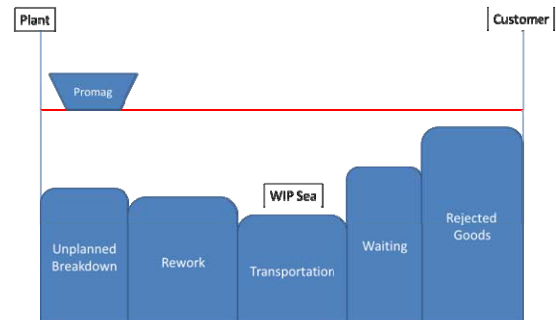 Plant
Customer
Promag
WIP Sea
Unplanned
Breakdown
Rework
Transportation
Waiting
Rejected
Goods